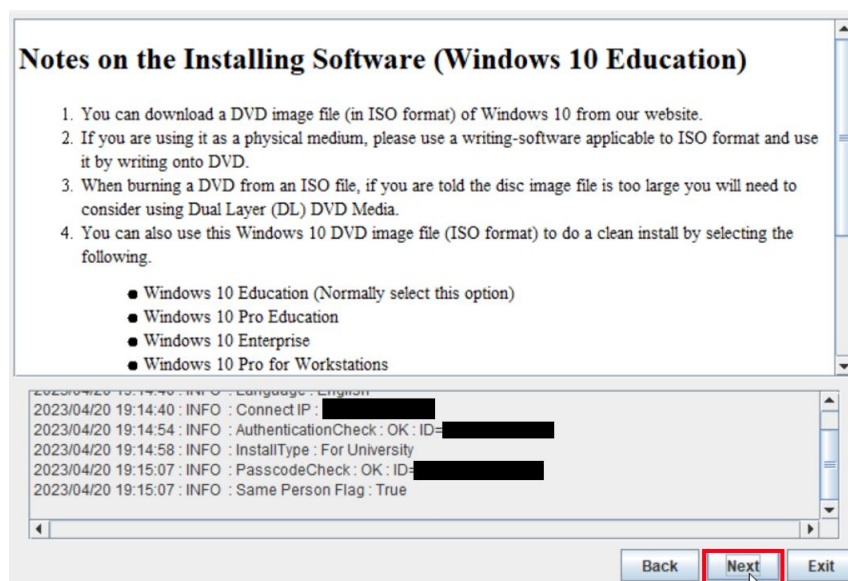 Notes on the Installing Software (Windows 10 Education)
1. You can download a DVD image file (in ISO format) of Windows 10 from our website.
2. If you are using it as a physical medium, please use a writing-software applicable to ISO format and use
it by writing onto DVD.
3. When burning a DVD from an ISO file, if you are told the disc image file is too large you will need to
consider using Dual Layer (DL) DVD Media.
4. You can also use this Windows 10 DVD image file (ISO format) to do a clean install by selecting the
following.
● Windows 10 Education (Normally select this option)
● Windows 10 Pro Education
● Windows 10 Enterprise
● Windows 10 Pro for Workstations
2023/04/20 19:14:40 : INFO : Language : English
2023/04/20 19:14:40 : INFO : Connect IP :
2023/04/20 19:14:54 : INFO : AuthenticationCheck : OK : ID=
2023/04/20 19:14:58 : INFO : InstallType : For University
2023/04/20 19:15:07 : INFO : PasscodeCheck : OK : ID=
2023/04/20 19:15:07 : INFO : Same Person Flag : True
Back Next Exit